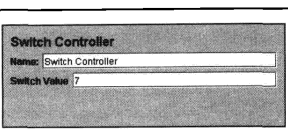 Switch Controller
Name: Switch Controller
Switch Value 7